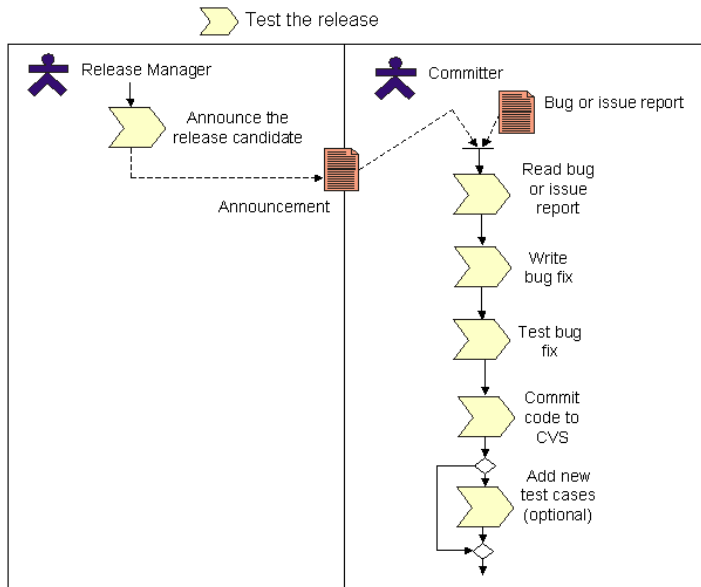 Test the release
Release Manager
Announce the
release candidate
Announcement
Committer
Bug or issue report
Read bug
or issue
report
Write
bug fix
Test bug
fix
Commit
code to
CVS
Add new
test cases
(optional)